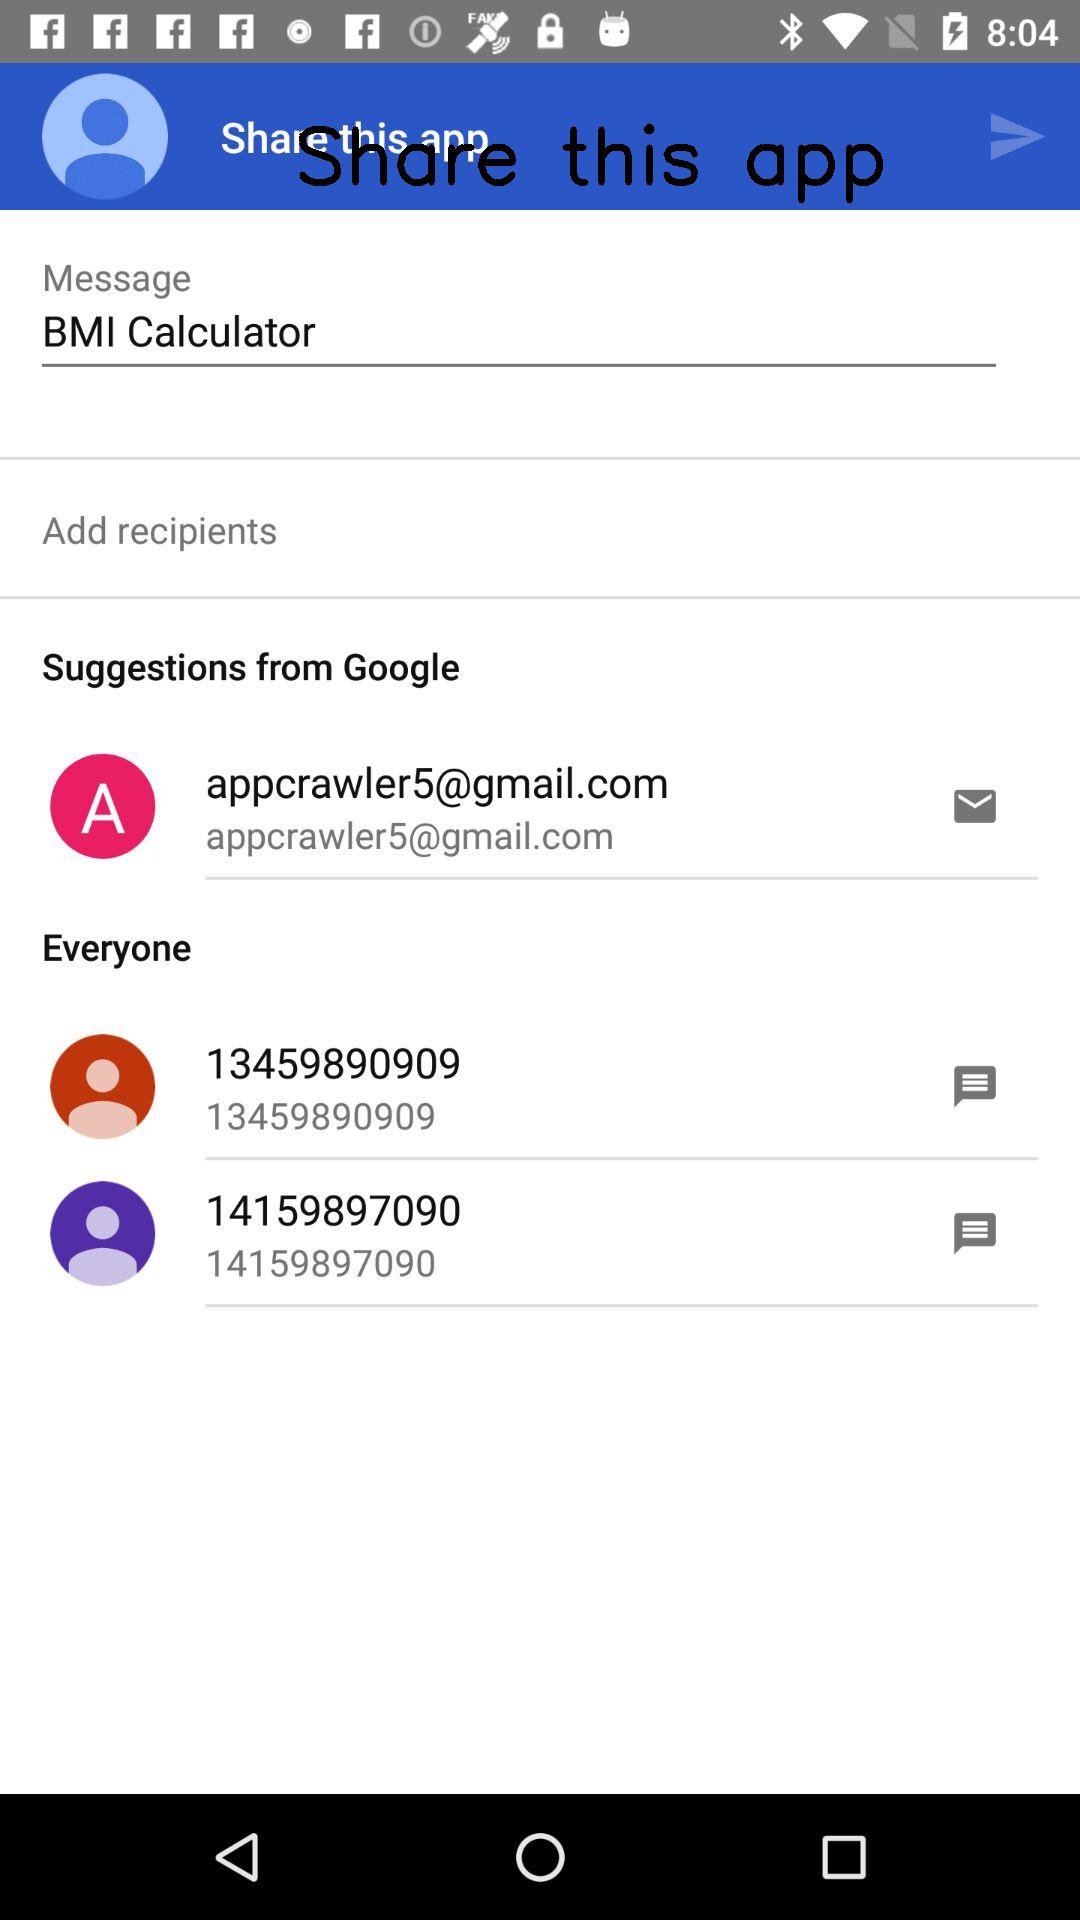 FAKE
8:04
Share this app
Share this app
Message
BMI Calculator
Add recipients
Suggestions from Google
A
appcrawler5@gmail.com
appcrawler5@gmail.com
Everyone
13459890909
13459890909
14159897090
14159897090